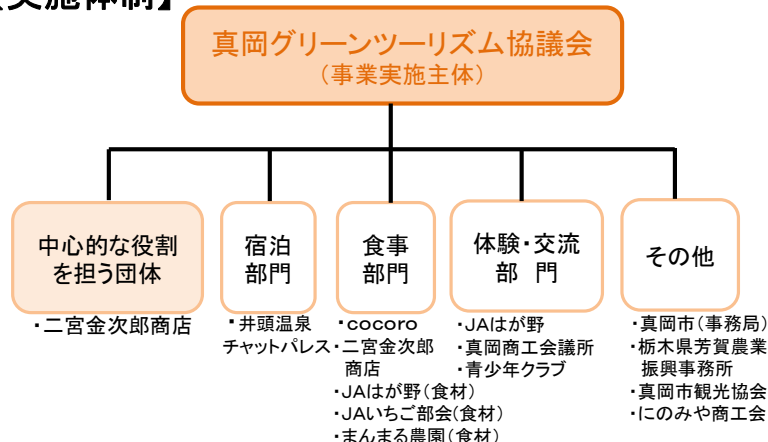 【実施体制】
真岡グリーンツーリズム協議会
（事業実施主体）
中心的な役割
を担う団体
・二宮金次郎商店
宿泊
部門
・井頭温泉
チャットパレス
食事
部門
・cocoro
・二宮金次郎
商店
・JAはが野（食材）
・JAいちご部会（食材）
・まんまる農園（食材）
体験・交流
部　門
・JAはが野
・真岡商工会議所
・青少年クラブ
その他
・真岡市（事務局）
・栃木県芳賀農業
振興事務所
・真岡市観光協会
・にのみや商工会